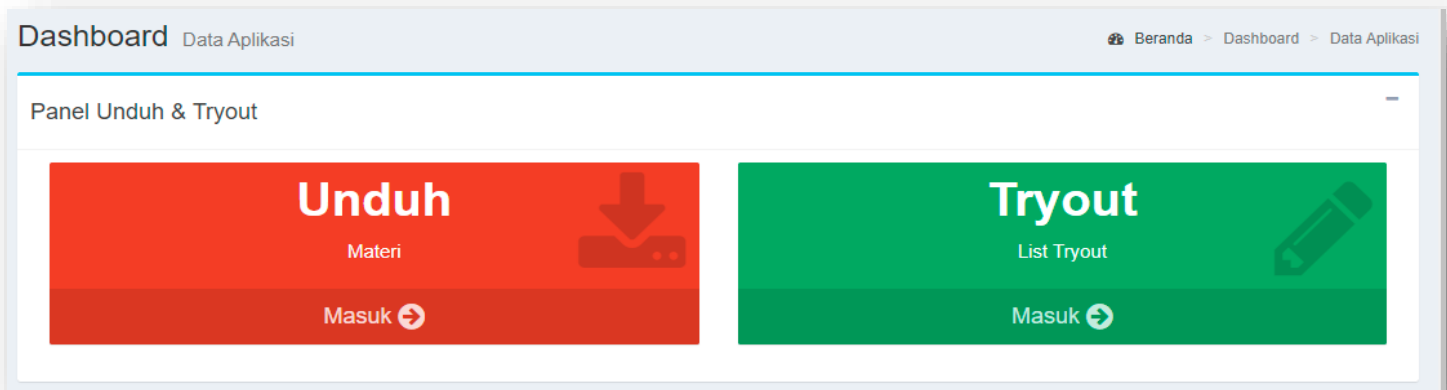 Dashboard Data Aplikasi
Beranda > Dashboard > Data Aplikasi
Panel Unduh & Tryout
Unduh
Materi
Masuk
Tryout
List Tryout
Masuk